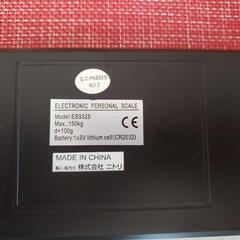 Q.C.PASSED
NO.3
ELECTRONIC PERSONAL SCALE
Model:EB9325
Max.:150kg
d=100g
Battery:1x3V lithium cell(CR2032)
CE
MADE IN CHINA
輸入・販売元 株式会社 ニトリ